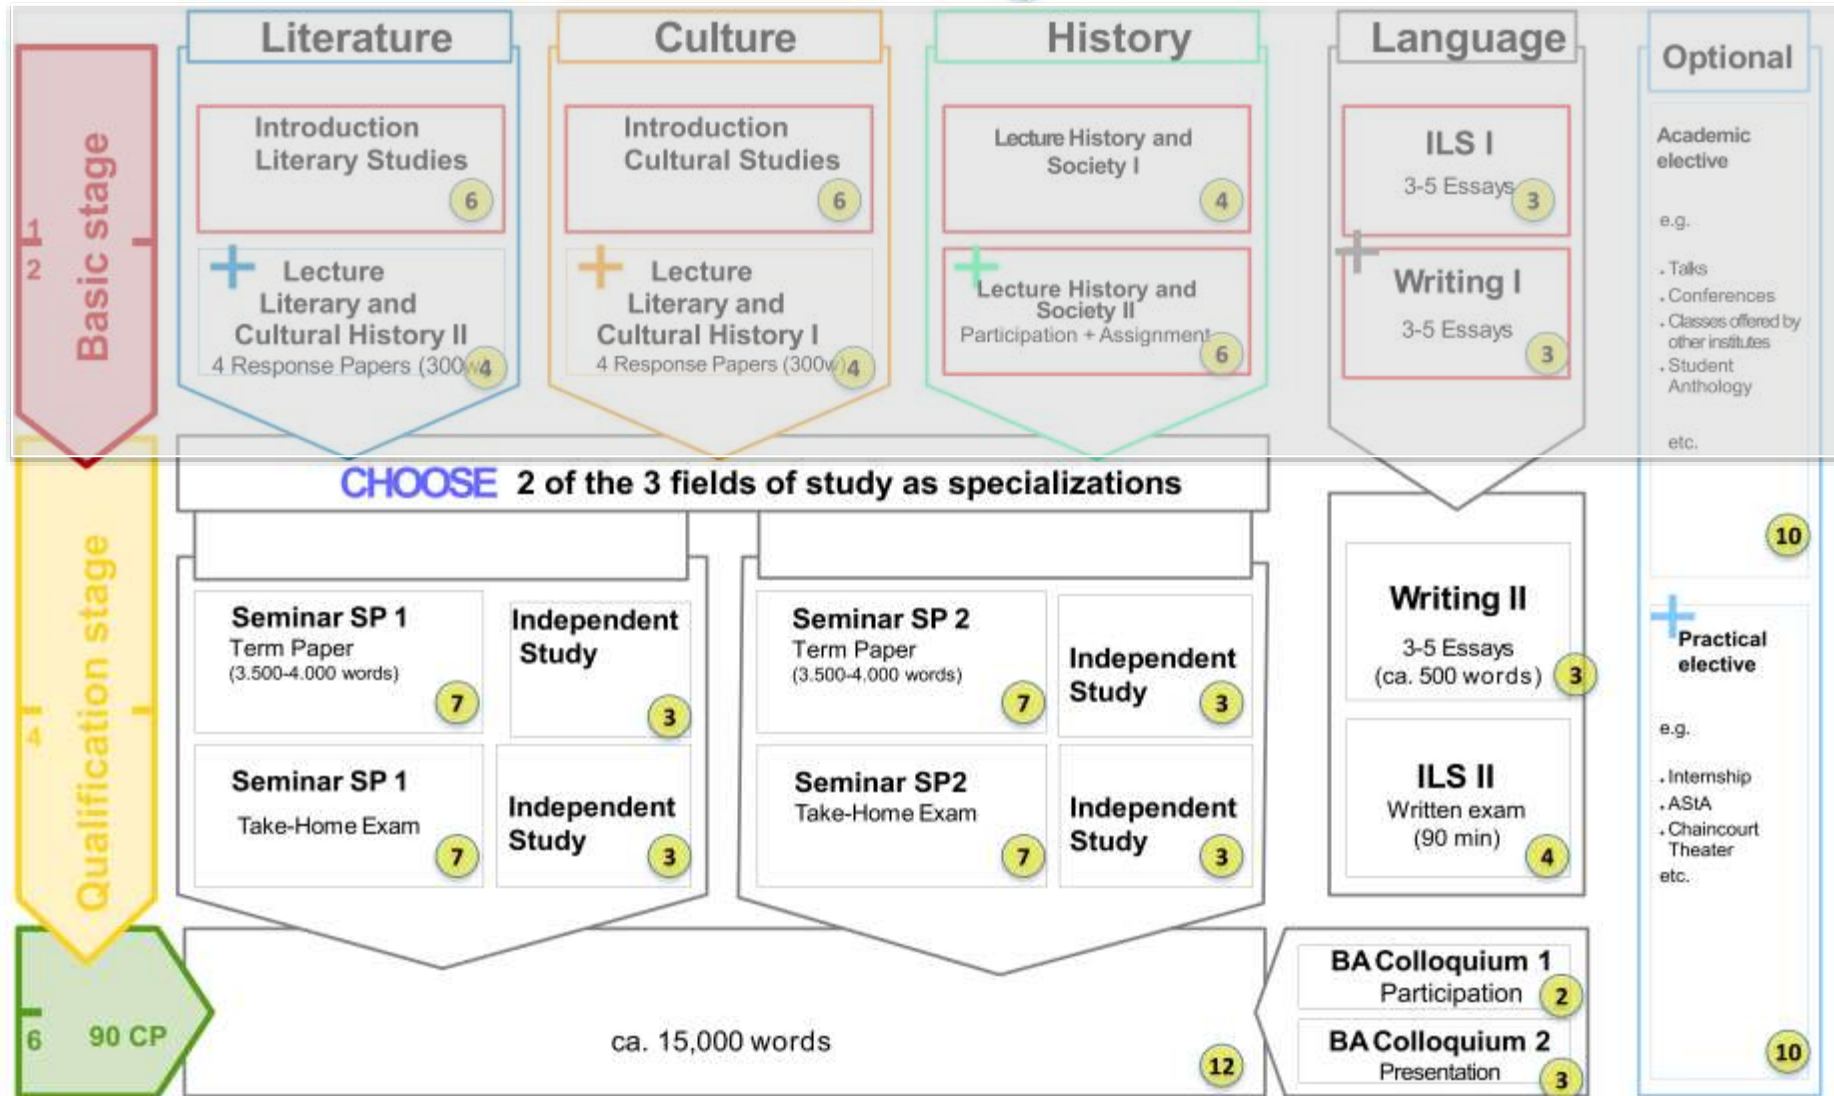 Literature
Culture
History
Language
Optional
Basic stage
1
2
Introduction
Literary Studies
6
Lecture
Literary and
Cultural History II
4 Response Papers (300w)
4
Introduction
Cultural Studies
6
Lecture
Literary and
Cultural History I
4 Response Papers (300w)
4
Lecture History and
Society I
4
Lecture History and
Society II
Participation + Assignment
6
ILS I
3-5 Essays
3
Writing I
3-5 Essays
3
Academic
elective
e.g.
. Talks
. Conferences
. Classes offered by
other institutes
. Student
Anthology
etc.
10
Qualification stage
4
CHOOSE 2 of the 3 fields of study as specializations
Seminar SP 1
Term Paper
(3.500-4.000 words)
7
Independent
Study
3
Seminar SP 1
Take-Home Exam
7
Independent
Study
3
Seminar SP 2
Term Paper
(3.500-4.000 words)
7
Independent
Study
3
Seminar SP2
Take-Home Exam
7
Independent
Study
3
Writing II
3-5 Essays
(ca. 500 words)
3
ILS II
Written exam
(90 min)
4
Practical
elective
e.g.
. Internship
. AStA
. Chaincourt
Theater
etc.
10
6
90 CP
ca. 15,000 words
12
BA Colloquium 1
Participation
2
BA Colloquium 2
Presentation
3